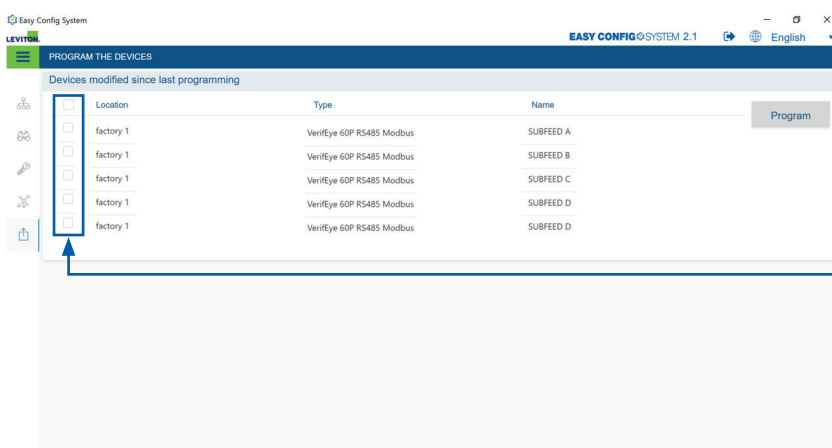 Easy Config System
LEVITON. EASY CONFIG SYSTEM 2.1 English
PROGRAM THE DEVICES
Devices modified since last programming
Location Type Name
Program
factory 1 VerifEye 60P RS485 Modbus SUBFEED A
factory 1 VerifEye 60P RS485 Modbus SUBFEED B
factory 1 VerifEye 60P RS485 Modbus SUBFEED C
factory 1 VerifEye 60P RS485 Modbus SUBFEED D
factory 1 VerifEye 60P RS485 Modbus SUBFEED D